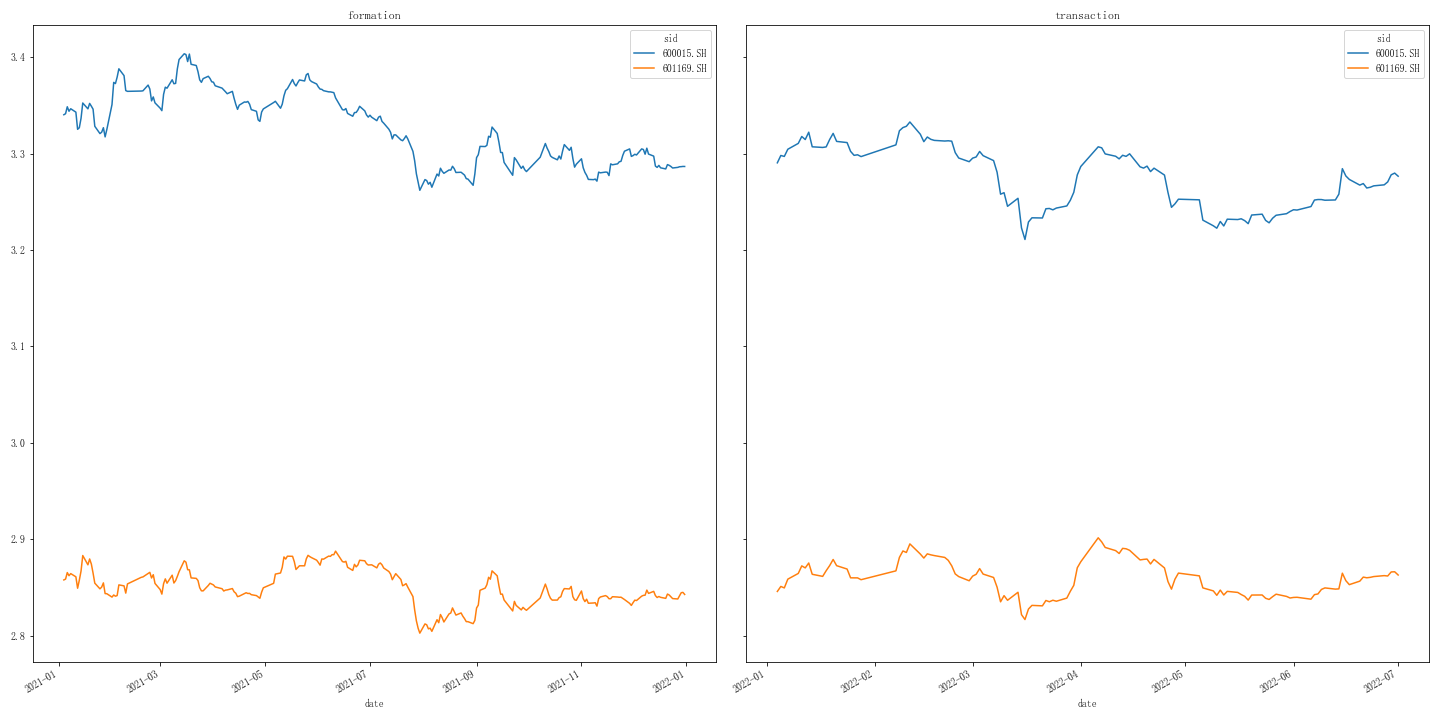 formation
sid
600015.SH
601169.SH
3.4
3.3
3.2
3.1
3.0
2.9
2.8
2021-01
2021-03
2021-05
2021-07
2021-09
2021-11
2022-01
date
transaction
sid
600015.SH
601169.SH
2022-01
2022-02
2022-03
2022-04
2022-05
2022-06
2022-07
date